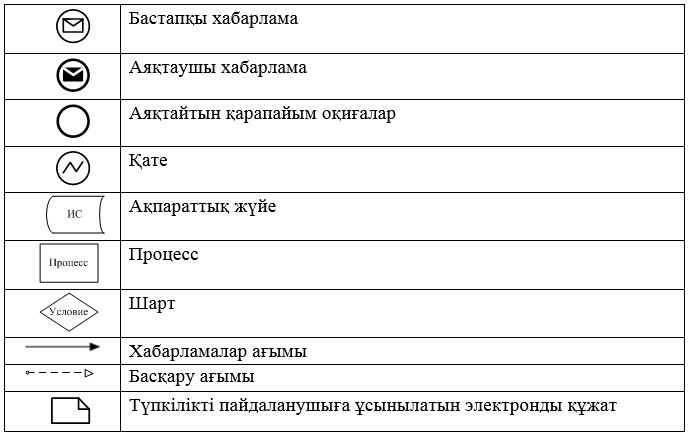 Бастапқы хабарлама
Аяқтаушы хабарлама
Аяқтайтын қарапайым оқиғалар
Қате
ИС
Ақпараттық жүйе
Процесс
Процесс
Условие
Шарт
Хабарламалар ағымы
Басқару ағымы
Түпкілікті пайдаланушыға ұсынылатын электронды құжат